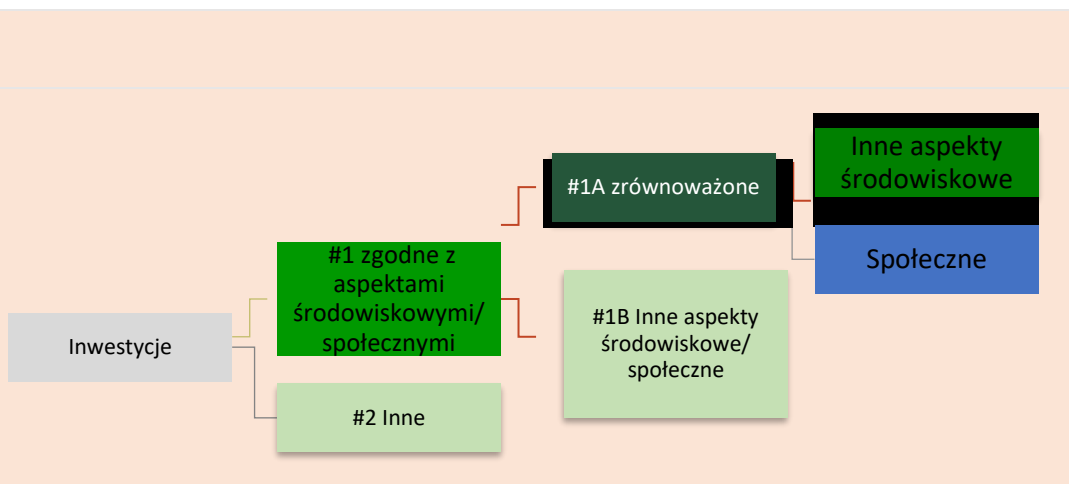 Inwestycje
#1 zgodne z
aspektami
środowiskowymi/
społecznymi
#2 Inne
#1A zrównoważone
#1B Inne aspekty
środowiskowe/
społeczne
Inne aspekty
środowiskowe
Społeczne